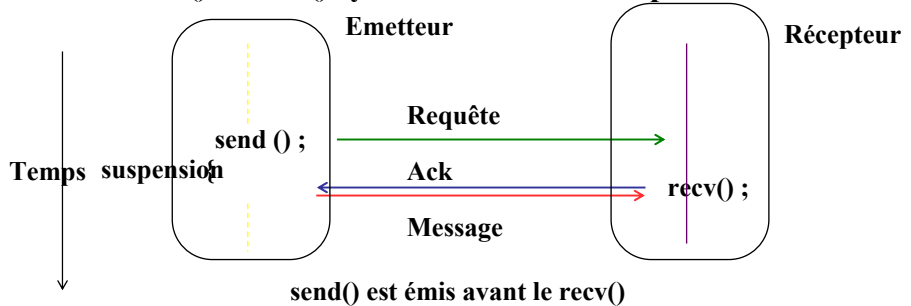 Emetteur
Récepteur
Requête
send () ;
Temps
suspension
{
Ack
recv() ;
Message
send() est émis avant le recv()